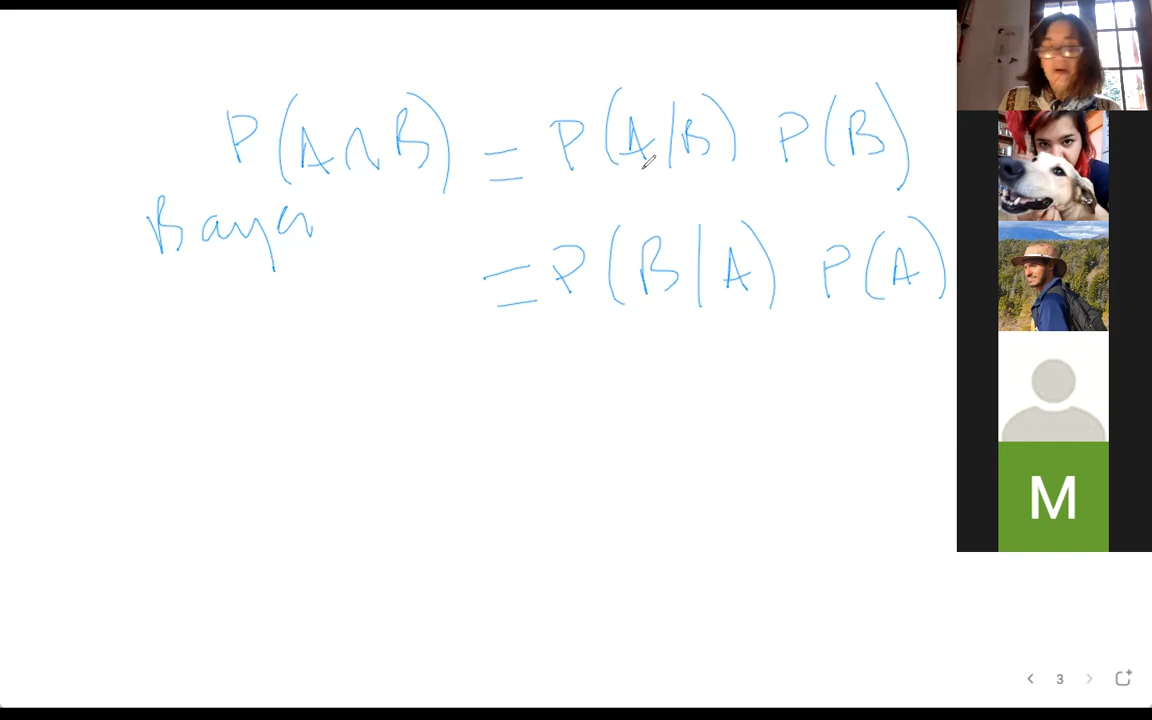 P(A∩B) = P(A/B) P(B)
Bayes
= P(B|A) P(A)
M
3